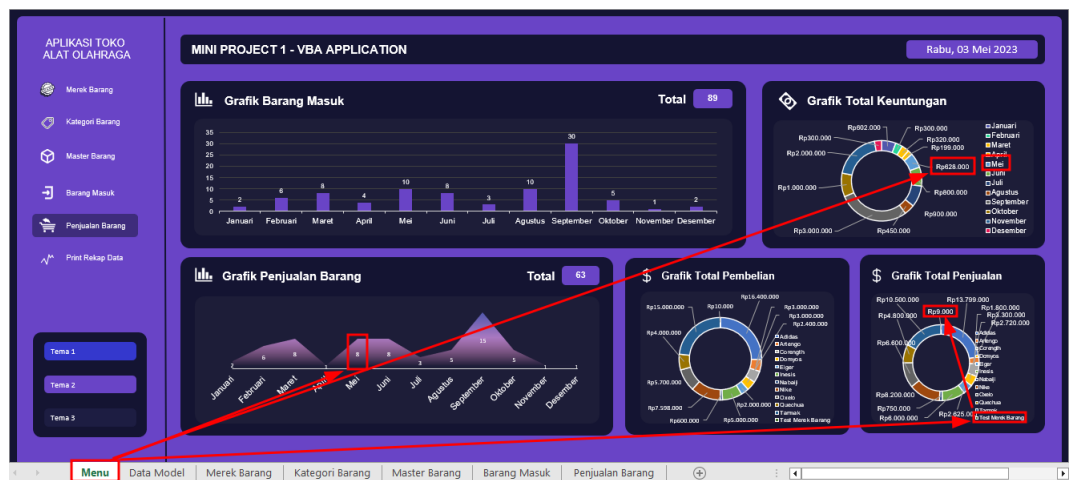 APLIKASI TOKO
ALAT OLAHRAGA
Merek Barang
Kategori Barang
Master Barang
Barang Masuk
Penjualan Barang
Print Rekap Data
Tema 1
Tema 2
Tema 3
MINI PROJECT 1 - VBA APPLICATION
Rabu, 03 Mei 2023
Grafik Barang Masuk
Total 89
35
30
25
20
15
10
5
0
2 6 8 4 10 8 3 10 30 5 1 2
Januari Februari Maret April Mei Juni Juli Agustus September Oktober November Desember
Grafik Total Keuntungan
Rp802.000
Rp300.000
Rp300.000
Rp320.000
Rp199.000
Rp2.000.000
Rp628.000
Rp1.000.000
Rp800.000
Rp900.000
Rp3.000.000
Rp450.000
Januari
Februari
Maret
April
Mei
Juni
Juli
Agustus
September
Oktober
November
Desember
Grafik Penjualan Barang
Total 63
2 6 8 1 8 8 3 5 15 5 1 1
Januari Februari Maret April Mei Juni Juli Agustus September Oktober November Desember
Grafik Total Pembelian
Rp16.400.000
Rp15.000.000
Rp10.000
Rp3.000.000
Rp3.000.000
Rp2.400.000
Rp4.000.000
Rp5.700.000
Rp7.598.000
Rp2.000.000
Rp600.000
Rp5.000.000
Adidas
Artengo
Corength
Domyos
Eiger
Inesis
Nabaiji
Nike
Oxelo
Quechua
Tarmak
Test Merek Barang
Grafik Total Penjualan
Rp10.500.000
Rp13.799.000
Rp9.000
Rp1.800.000
Rp3.300.000
Rp2.720.000
Rp4.800.000
Rp6.600.000
Rp8.200.000
Rp750.000
Rp6.000.000
Rp2.625.000
Adidas
Artengo
Corength
Domyos
Eiger
Inesis
Nabaiji
Nike
Oxelo
Quechua
Tarmak
Test Merek Barang
Menu
Data Model
Merek Barang
Kategori Barang
Master Barang
Barang Masuk
Penjualan Barang